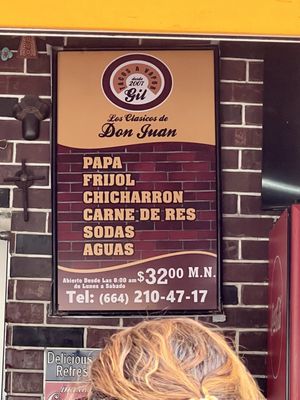 TACOS A VAPOR
desde
2007
Gil
Los Clasicos de
Don Juan
PAPA
FRIJOL
CHICHARRON
CARNE DE RES
SODAS
AGUAS
Abierto Desde Las 8:00 am
de Lunes a Sabado
$32.00 M.N.
Tel: (664) 210-47-17
Delicious
Refres